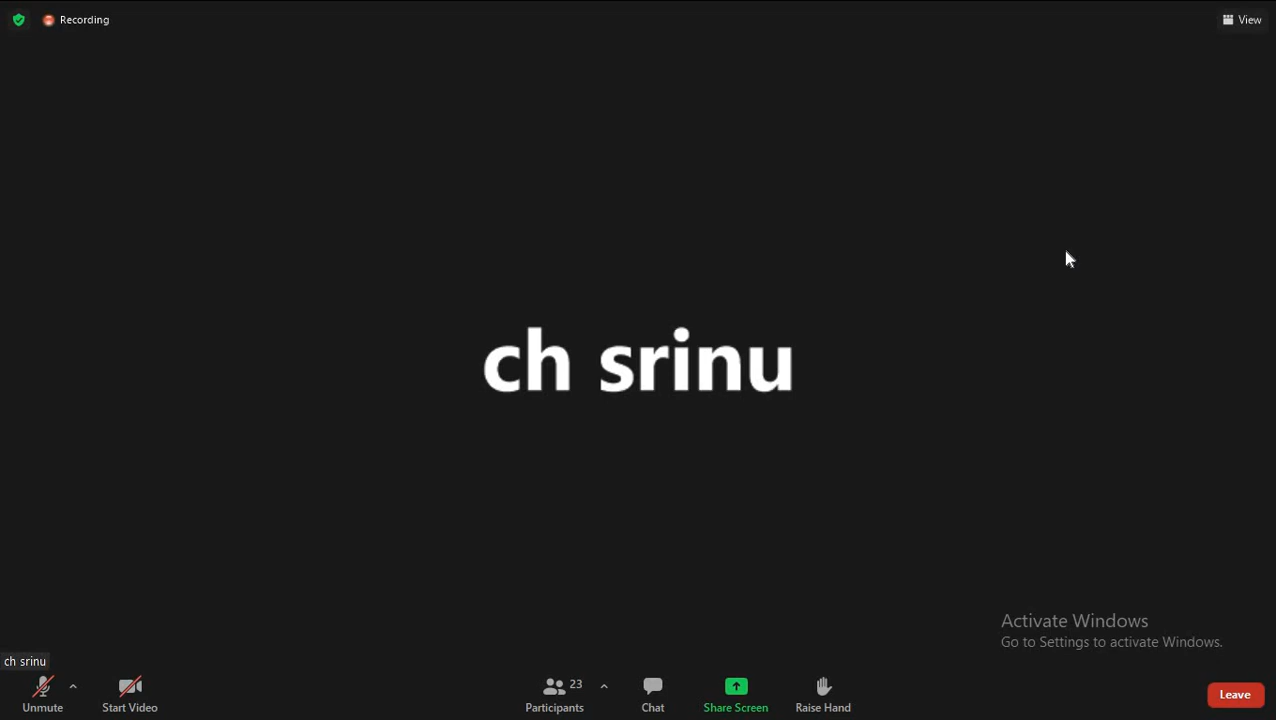 Recording
View
ch srinu
Activate Windows
Go to Settings to activate Windows.
ch srinu
Unmute
Start Video
23
Participants
Chat
Share Screen
Raise Hand
Leave